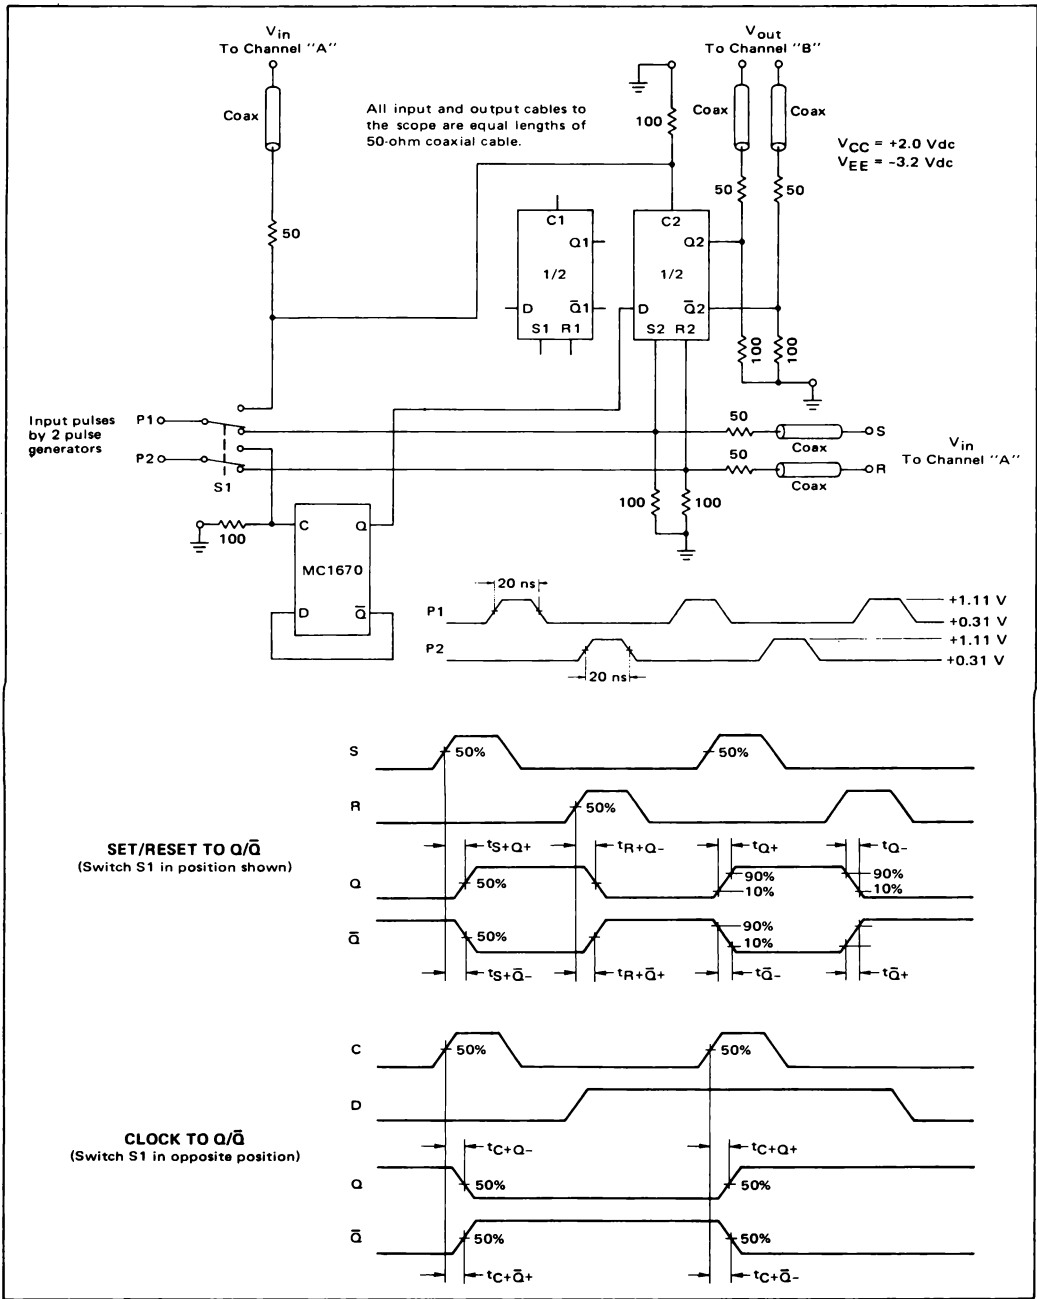 Vin
To Channel "A"
Coax
All input and output cables to
the scope are equal lengths of
50-ohm coaxial cable.
100
Vout
To Channel "B"
Coax
Coax
VCC = +2.0 Vdc
VEE = -3.2 Vdc
50
50
50
C1
Q1
1/2
D
Q̅1
S1 R1
C2
Q2
1/2
D
Q̅2
S2 R2
100
100
Input pulses
by 2 pulse
generators
P1
P2
S1
50
Coax
S
50
Coax
R
Vin
To Channel "A"
100
100
100
C
Q
MC1670
D
Q̅
20 ns
P1
+1.11 V
+0.31 V
P2
+1.11 V
+0.31 V
20 ns
S
50%
50%
R
50%
SET/RESET TO Q/Q̅
(Switch S1 in position shown)
tS+Q+
tR+Q-
tQ+
tQ-
Q
50%
90%
10%
90%
10%
Q̅
50%
90%
10%
tS+Q̅-
tR+Q̅+
tQ̅-
tQ̅+
C
50%
50%
D
CLOCK TO Q/Q̅
(Switch S1 in opposite position)
tC+Q-
tC+Q+
Q
50%
50%
Q̅
50%
50%
tC+Q̅+
tC+Q̅-